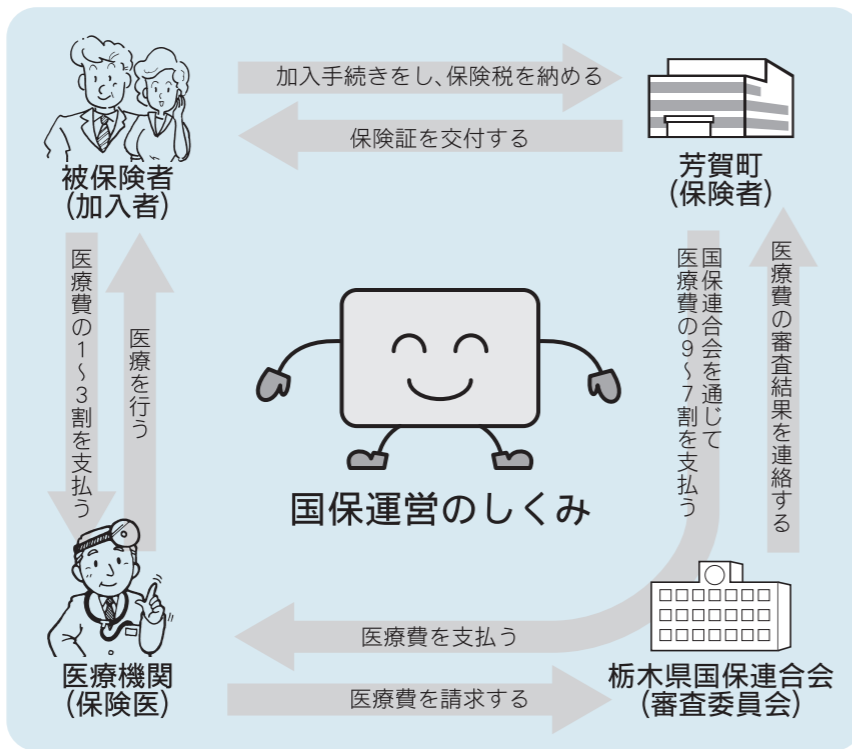 加入手続きをし、保険税を納める
保険証を交付する
被保険者
(加入者)
芳賀町
(保険者)
医療費の1〜3割を支払う
医療を行う
国保連合会を通じて
医療費の9〜7割を支払う
医療費の審査結果を連絡する
国保運営のしくみ
医療費を支払う
医療機関
(保険医)
医療費を請求する
栃木県国保連合会
(審査委員会)